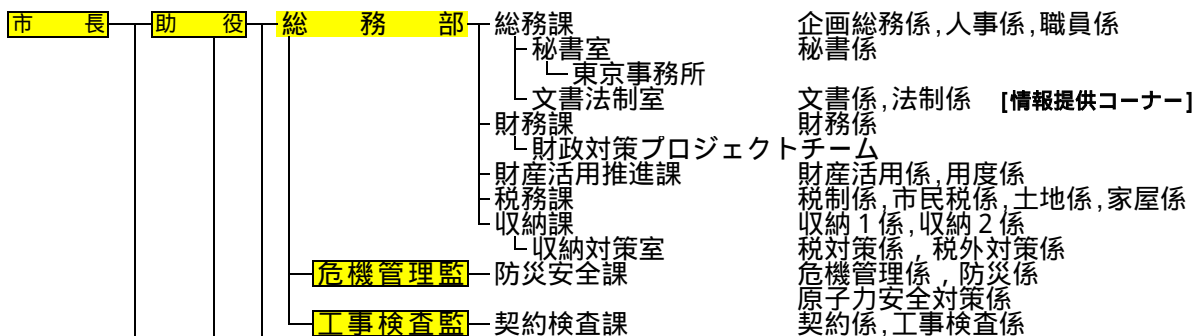 市　長 助　役 総　務　部 総務課 企画総務係,人事係,職員係
秘書室 秘書係
東京事務所
文書法制室 文書係,法制係 [情報提供コーナー]
財務課 財務係
財政対策プロジェクトチーム
財産活用推進課 財産活用係,用度係
税務課 税制係,市民税係,土地係,家屋係
収納課 収納1係,収納2係
収納対策室 税対策係,税外対策係
危機管理監 防災安全課 危機管理係,防災係
原子力安全対策係
工事検査監 契約検査課 契約係,工事検査係